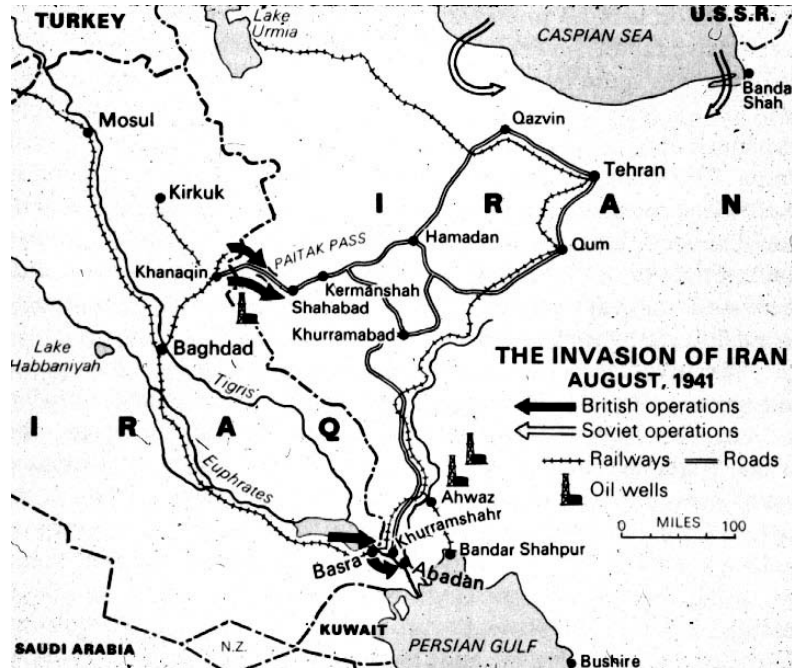 TURKEY
Lake
Urmia
U.S.S.R.
CASPIAN SEA
Bandar
Shah
Mosul
Qazvin
Tehran
Kirkuk
I R A N
PAITAK PASS
Hamadan
Qum
Khanaqin
Kermanshah
Shahabad
Khurramabad
Lake
Habbaniyah
Baghdad
Tigris
THE INVASION OF IRAN
AUGUST, 1941
British operations
Soviet operations
Railways
Roads
Oil wells
MILES
0 100
I R A Q
Euphrates
Ahwaz
Khurramshahr
Basra
Abadan
Bandar Shahpur
KUWAIT
SAUDI ARABIA
N.Z.
PERSIAN GULF
Bushire